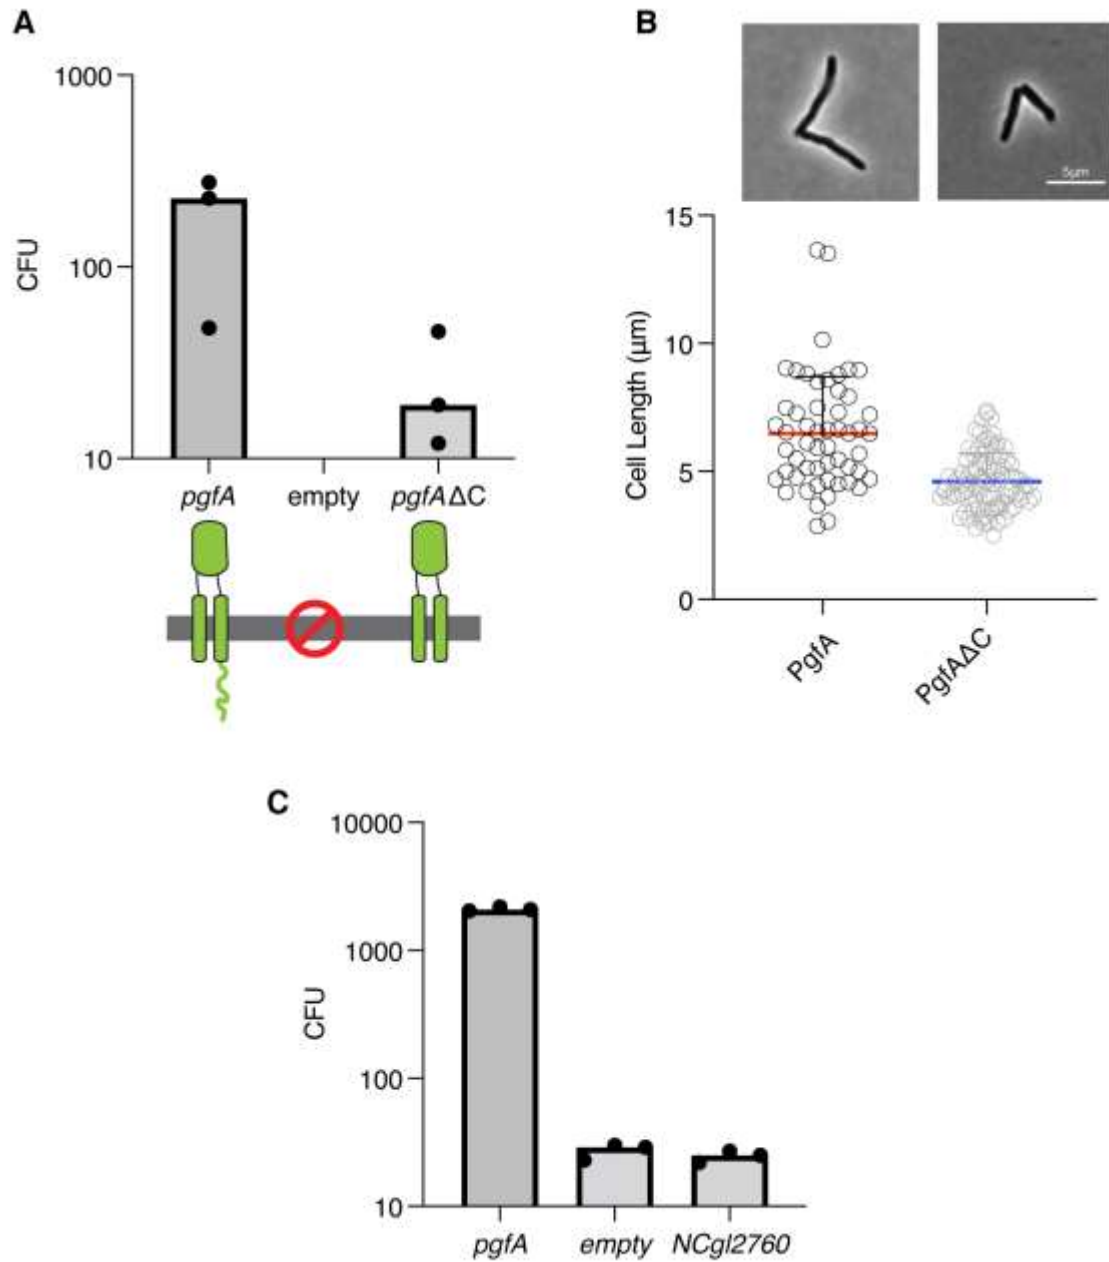 A
1000
100
10
CFU
pgfA
empty
pgfAΔC
B
5µm
15
10
5
0
Cell Length (µm)
PgfA
PgfAΔC
C
10000
1000
100
10
CFU
pgfA
empty
NCgl2760